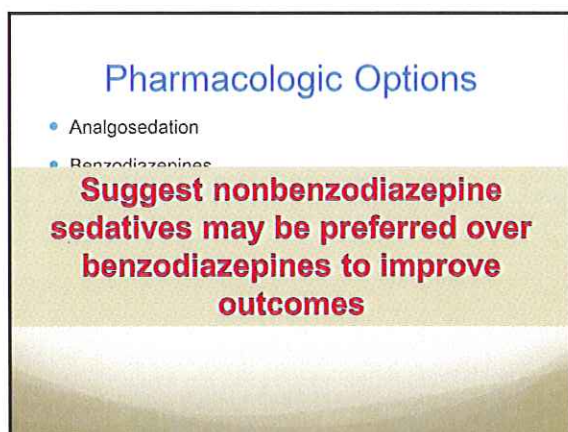 Pharmacologic Options
• Analgosedation
• Benzodiazepines
Suggest nonbenzodiazepine
sedatives may be preferred over
benzodiazepines to improve
outcomes